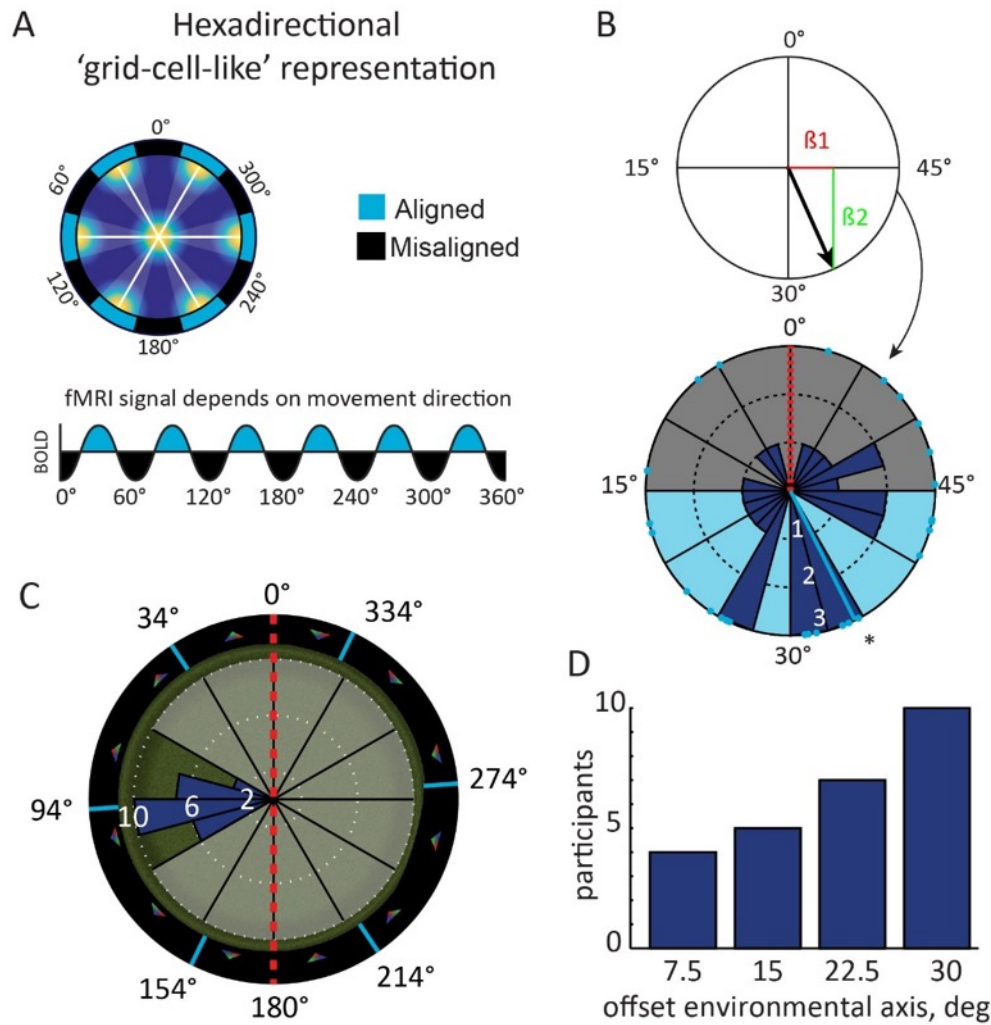 A
Hexadirectional
'grid-cell-like' representation
0°
60°
300°
120°
240°
180°
Aligned
Misaligned
fMRI signal depends on movement direction
BOLD
0° 60° 120° 180° 240° 300° 360°
B
0°
15°
ß1
45°
ß2
30°
0°
15°
45°
1
2
3
*
30°
C
0°
34°
334°
94°
10 6 2
274°
154°
214°
180°
D
participants
10
5
0
7.5 15 22.5 30
offset environmental axis, deg